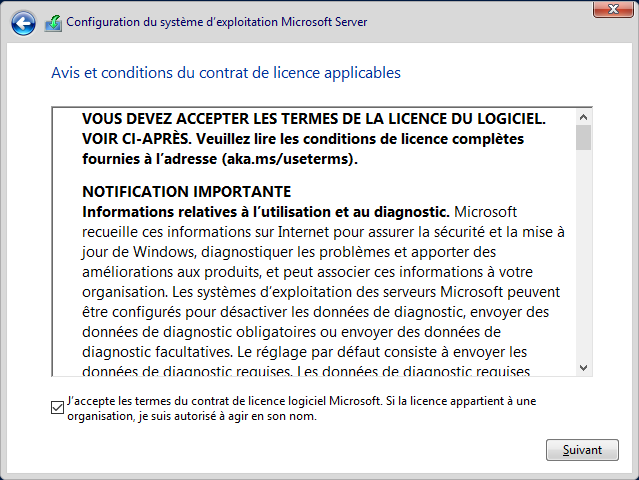 Configuration du système d'exploitation Microsoft Server
Avis et conditions du contrat de licence applicables
VOUS DEVEZ ACCEPTER LES TERMES DE LA LICENCE DU LOGICIEL.
VOIR CI-APRÈS. Veuillez lire les conditions de licence complètes
fournies à l'adresse (aka.ms/useterms).
NOTIFICATION IMPORTANTE
Informations relatives à l'utilisation et au diagnostic. Microsoft
recueille ces informations sur Internet pour assurer la sécurité et la mise à
jour de Windows, diagnostiquer les problèmes et apporter des
améliorations aux produits, et peut associer ces informations à votre
organisation. Les systèmes d'exploitation des serveurs Microsoft peuvent
être configurés pour désactiver les données de diagnostic, envoyer des
données de diagnostic obligatoires ou envoyer des données de
diagnostic facultatives. Le réglage par défaut consiste à envoyer les
données de diagnostic requises. Les données de diagnostic requises
J'accepte les termes du contrat de licence logiciel Microsoft. Si la licence appartient à une
organisation, je suis autorisé à agir en son nom.
Suivant